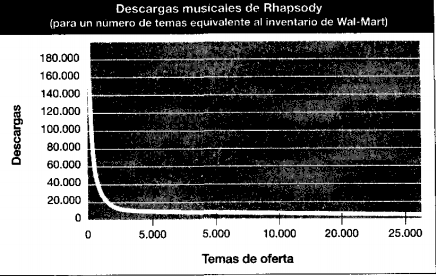 Descargas musicales de Rhapsody
(para un numero de temas equivalente al inventario de Wal-Mart)
Descargas
180.000
160.000
140.000
120.000
100.000
80.000
60.000
40.000
20.000
0
0 5.000 5.000 10.000 20.000 25.000
Temas de oferta